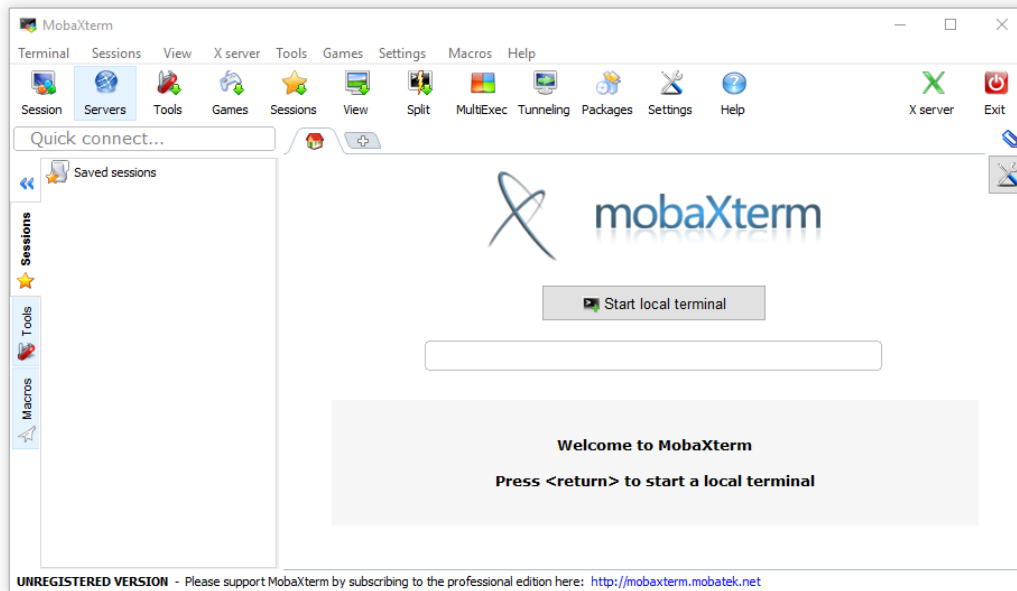 MobaXterm
Terminal Sessions View X server Tools Games Settings Macros Help
Session Servers Tools Games Sessions View Split MultiExec Tunneling Packages Settings Help X server Exit
Quick connect...
Saved sessions
Sessions
Tools
Macros
mobaXterm
Start local terminal
Welcome to MobaXterm
Press <return> to start a local terminal
UNREGISTERED VERSION - Please support MobaXterm by subscribing to the professional edition here: http://mobaxterm.mobatek.net